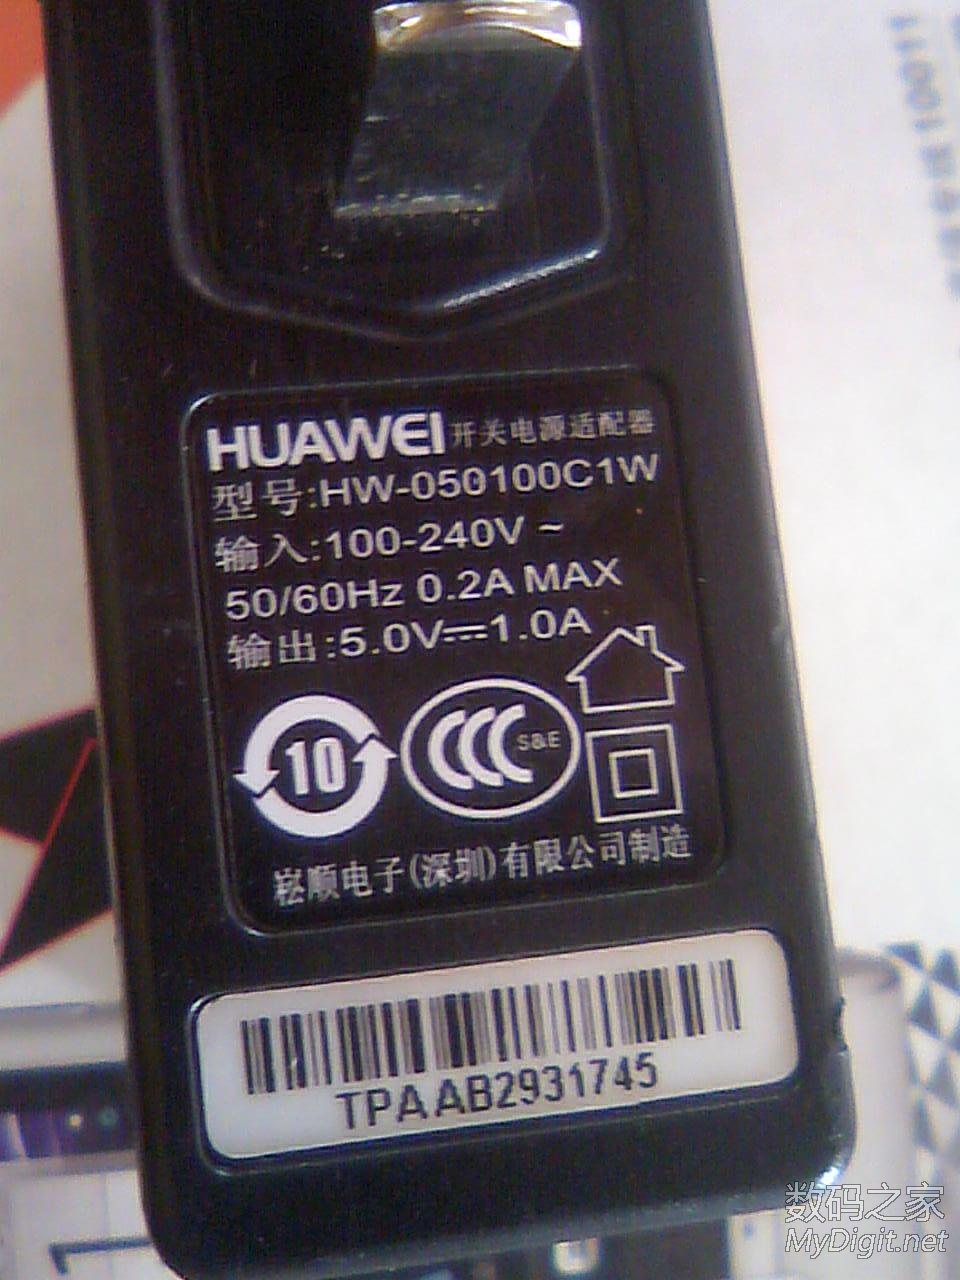 HUAWEI 开关电源适配器
型号:HW-050100C1W
输入:100-240V ~
50/60Hz 0.2A MAX
输出:5.0V⎓1.0A
10
CCC S&E
崧顺电子(深圳)有限公司制造
TPAAB2931745
10011
数码之家
MyDigit.net